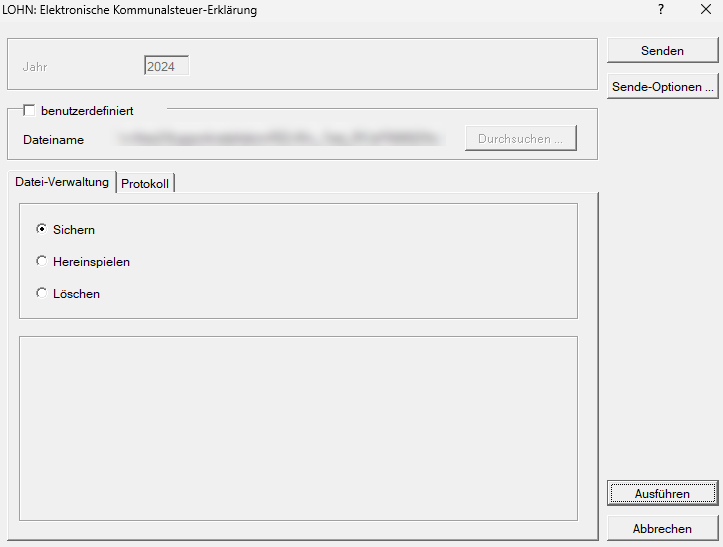 LOHN: Elektronische Kommunalsteuer-Erklärung
?
Jahr 2024
Senden
Sende-Optionen ...
benutzerdefiniert
Dateiname
Durchsuchen ...
Datei-Verwaltung Protokoll
Sichern
Hereinspielen
Löschen
Ausführen
Abbrechen